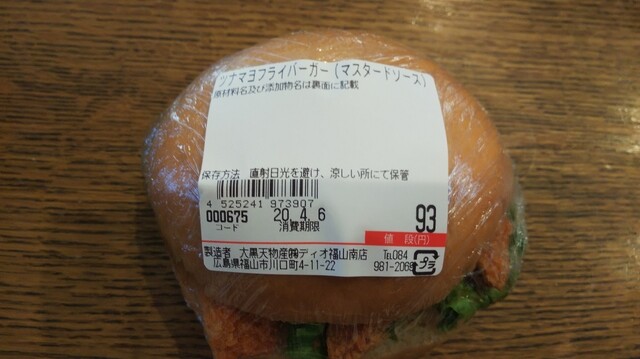 ツナマヨフライバーガー(マスタードソース)
原材料名及び添加物名は裏面に記載
保存方法 直射日光を避け、涼しい所にて保管
4 525241 973907
000675 20. 4. 6 93
コード 消費期限 値 段(円)
製造者 大黒天物産㈱ディオ福山南店 TEL084
広島県福山市川口町4-11-22 981-2068 プラ